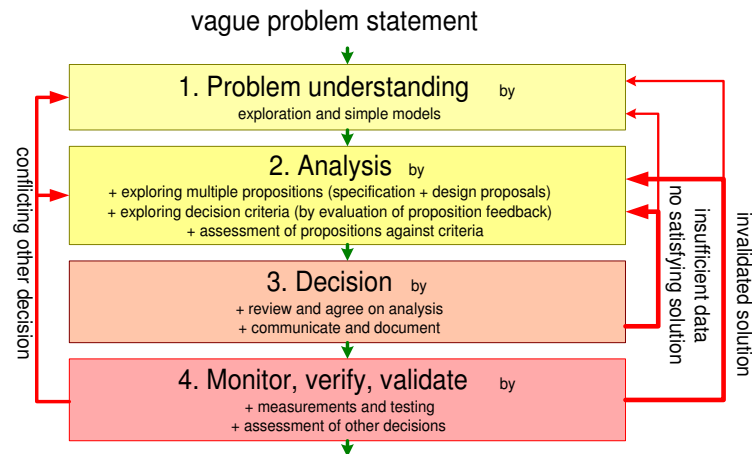 vague problem statement
1. Problem understanding by
exploration and simple models
2. Analysis by
+ exploring multiple propositions (specification + design proposals)
+ exploring decision criteria (by evaluation of proposition feedback)
+ assessment of propositions against criteria
3. Decision by
+ review and agree on analysis
+ communicate and document
4. Monitor, verify, validate by
+ measurements and testing
+ assessment of other decisions
conflicting other decision
insufficient data
no satisfying solution
invalidated solution